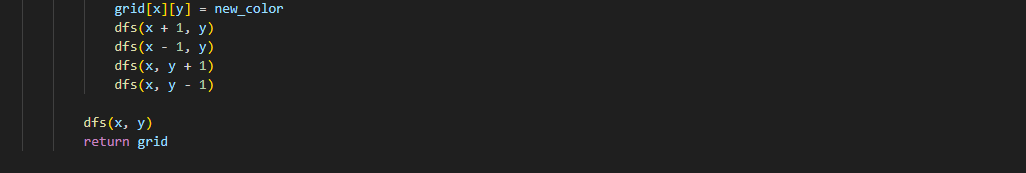 grid[x][y] = new_color
dfs(x + 1, y)
dfs(x - 1, y)
dfs(x, y + 1)
dfs(x, y - 1)
dfs(x, y)
return grid